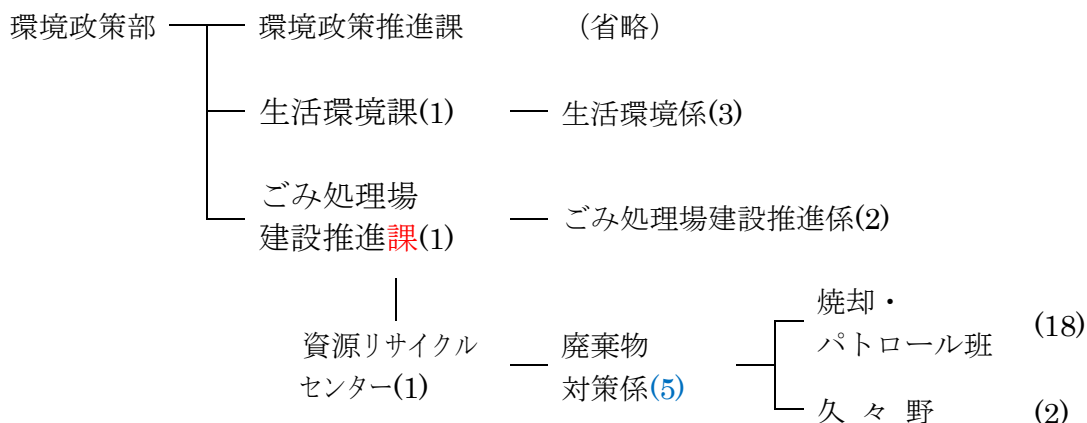 環境政策部 環境政策推進課 (省略)
生活環境課(1) 生活環境係(3)
ごみ処理場
建設推進課(1)
ごみ処理場建設推進係(2)
資源リサイクル
センター(1)
廃棄物
対策係(5)
焼却・
パトロール班
(18)
久々野 (2)